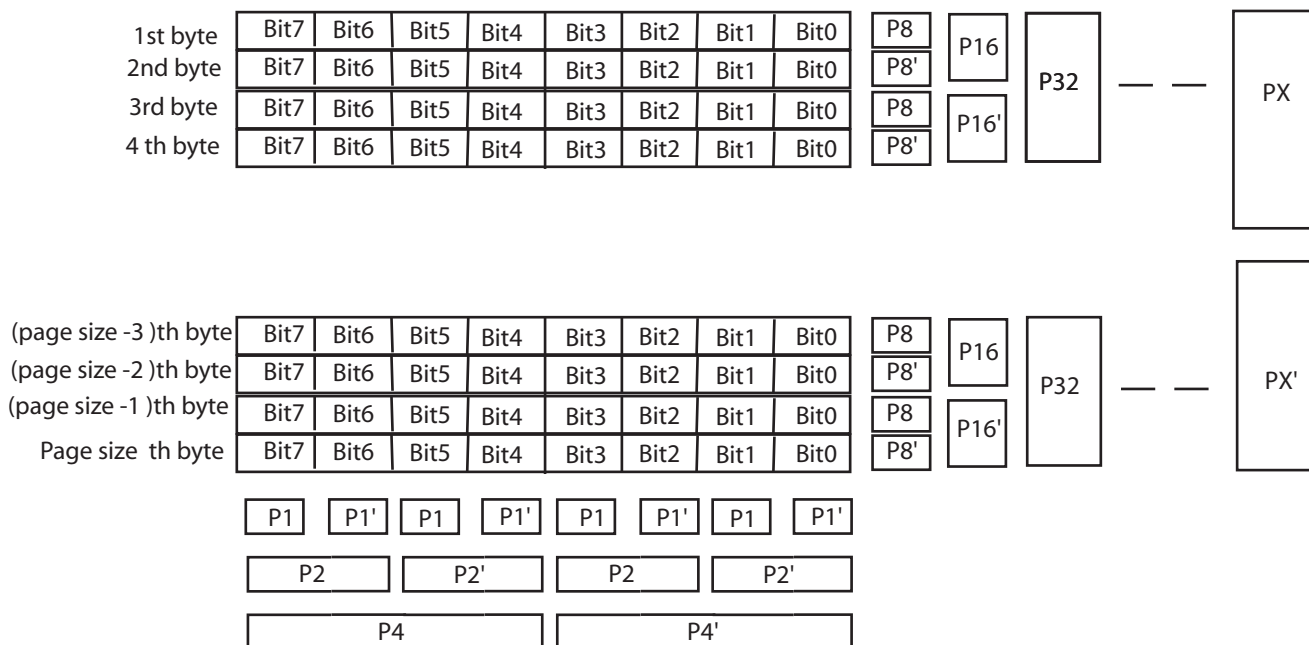 1st byte Bit7 Bit6 Bit5 Bit4 Bit3 Bit2 Bit1 Bit0 P8 P16 P32 PX
2nd byte Bit7 Bit6 Bit5 Bit4 Bit3 Bit2 Bit1 Bit0 P8'
3rd byte Bit7 Bit6 Bit5 Bit4 Bit3 Bit2 Bit1 Bit0 P8 P16'
4 th byte Bit7 Bit6 Bit5 Bit4 Bit3 Bit2 Bit1 Bit0 P8'
(page size -3 )th byte Bit7 Bit6 Bit5 Bit4 Bit3 Bit2 Bit1 Bit0 P8 P16 P32 PX'
(page size -2 )th byte Bit7 Bit6 Bit5 Bit4 Bit3 Bit2 Bit1 Bit0 P8'
(page size -1 )th byte Bit7 Bit6 Bit5 Bit4 Bit3 Bit2 Bit1 Bit0 P8 P16'
Page size th byte Bit7 Bit6 Bit5 Bit4 Bit3 Bit2 Bit1 Bit0 P8'
P1 P1' P1 P1' P1 P1' P1 P1'
P2 P2' P2 P2'
P4 P4'